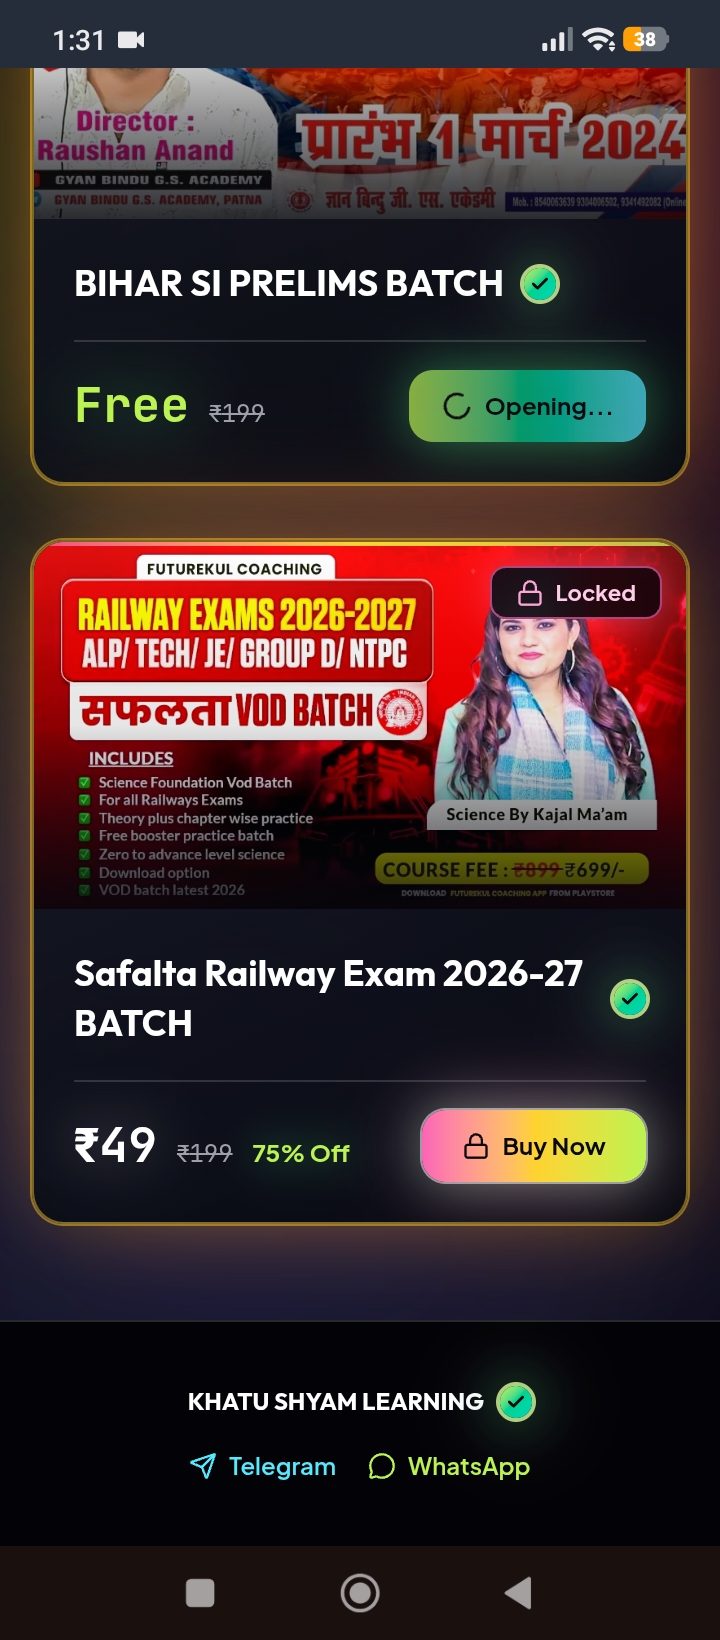 1:31
38
Director :
Raushan Anand
GYAN BINDU G.S. ACADEMY
GYAN BINDU G.S. ACADEMY, PATNA
प्रारंभ 1 मार्च 2024
ज्ञान बिन्दु जी. एस. एकेडमी
Mob. : 8540063639 9304006502, 9341492082 (Online
BIHAR SI PRELIMS BATCH
Free ₹199
Opening...
FUTUREKUL COACHING
Locked
RAILWAY EXAMS 2026-2027
ALP/ TECH/ JE/ GROUP D/ NTPC
सफलता VOD BATCH
INCLUDES
Science Foundation Vod Batch
For all Railways Exams
Theory plus chapter wise practice
Free booster practice batch
Zero to advance level science
Download option
VOD batch latest 2026
Science By Kajal Ma'am
COURSE FEE : ₹899 ₹699/-
DOWNLOAD FUTUREKUL COACHING APP FROM PLAYSTORE
Safalta Railway Exam 2026-27
BATCH
₹49 ₹199 75% Off
Buy Now
KHATU SHYAM LEARNING
Telegram WhatsApp